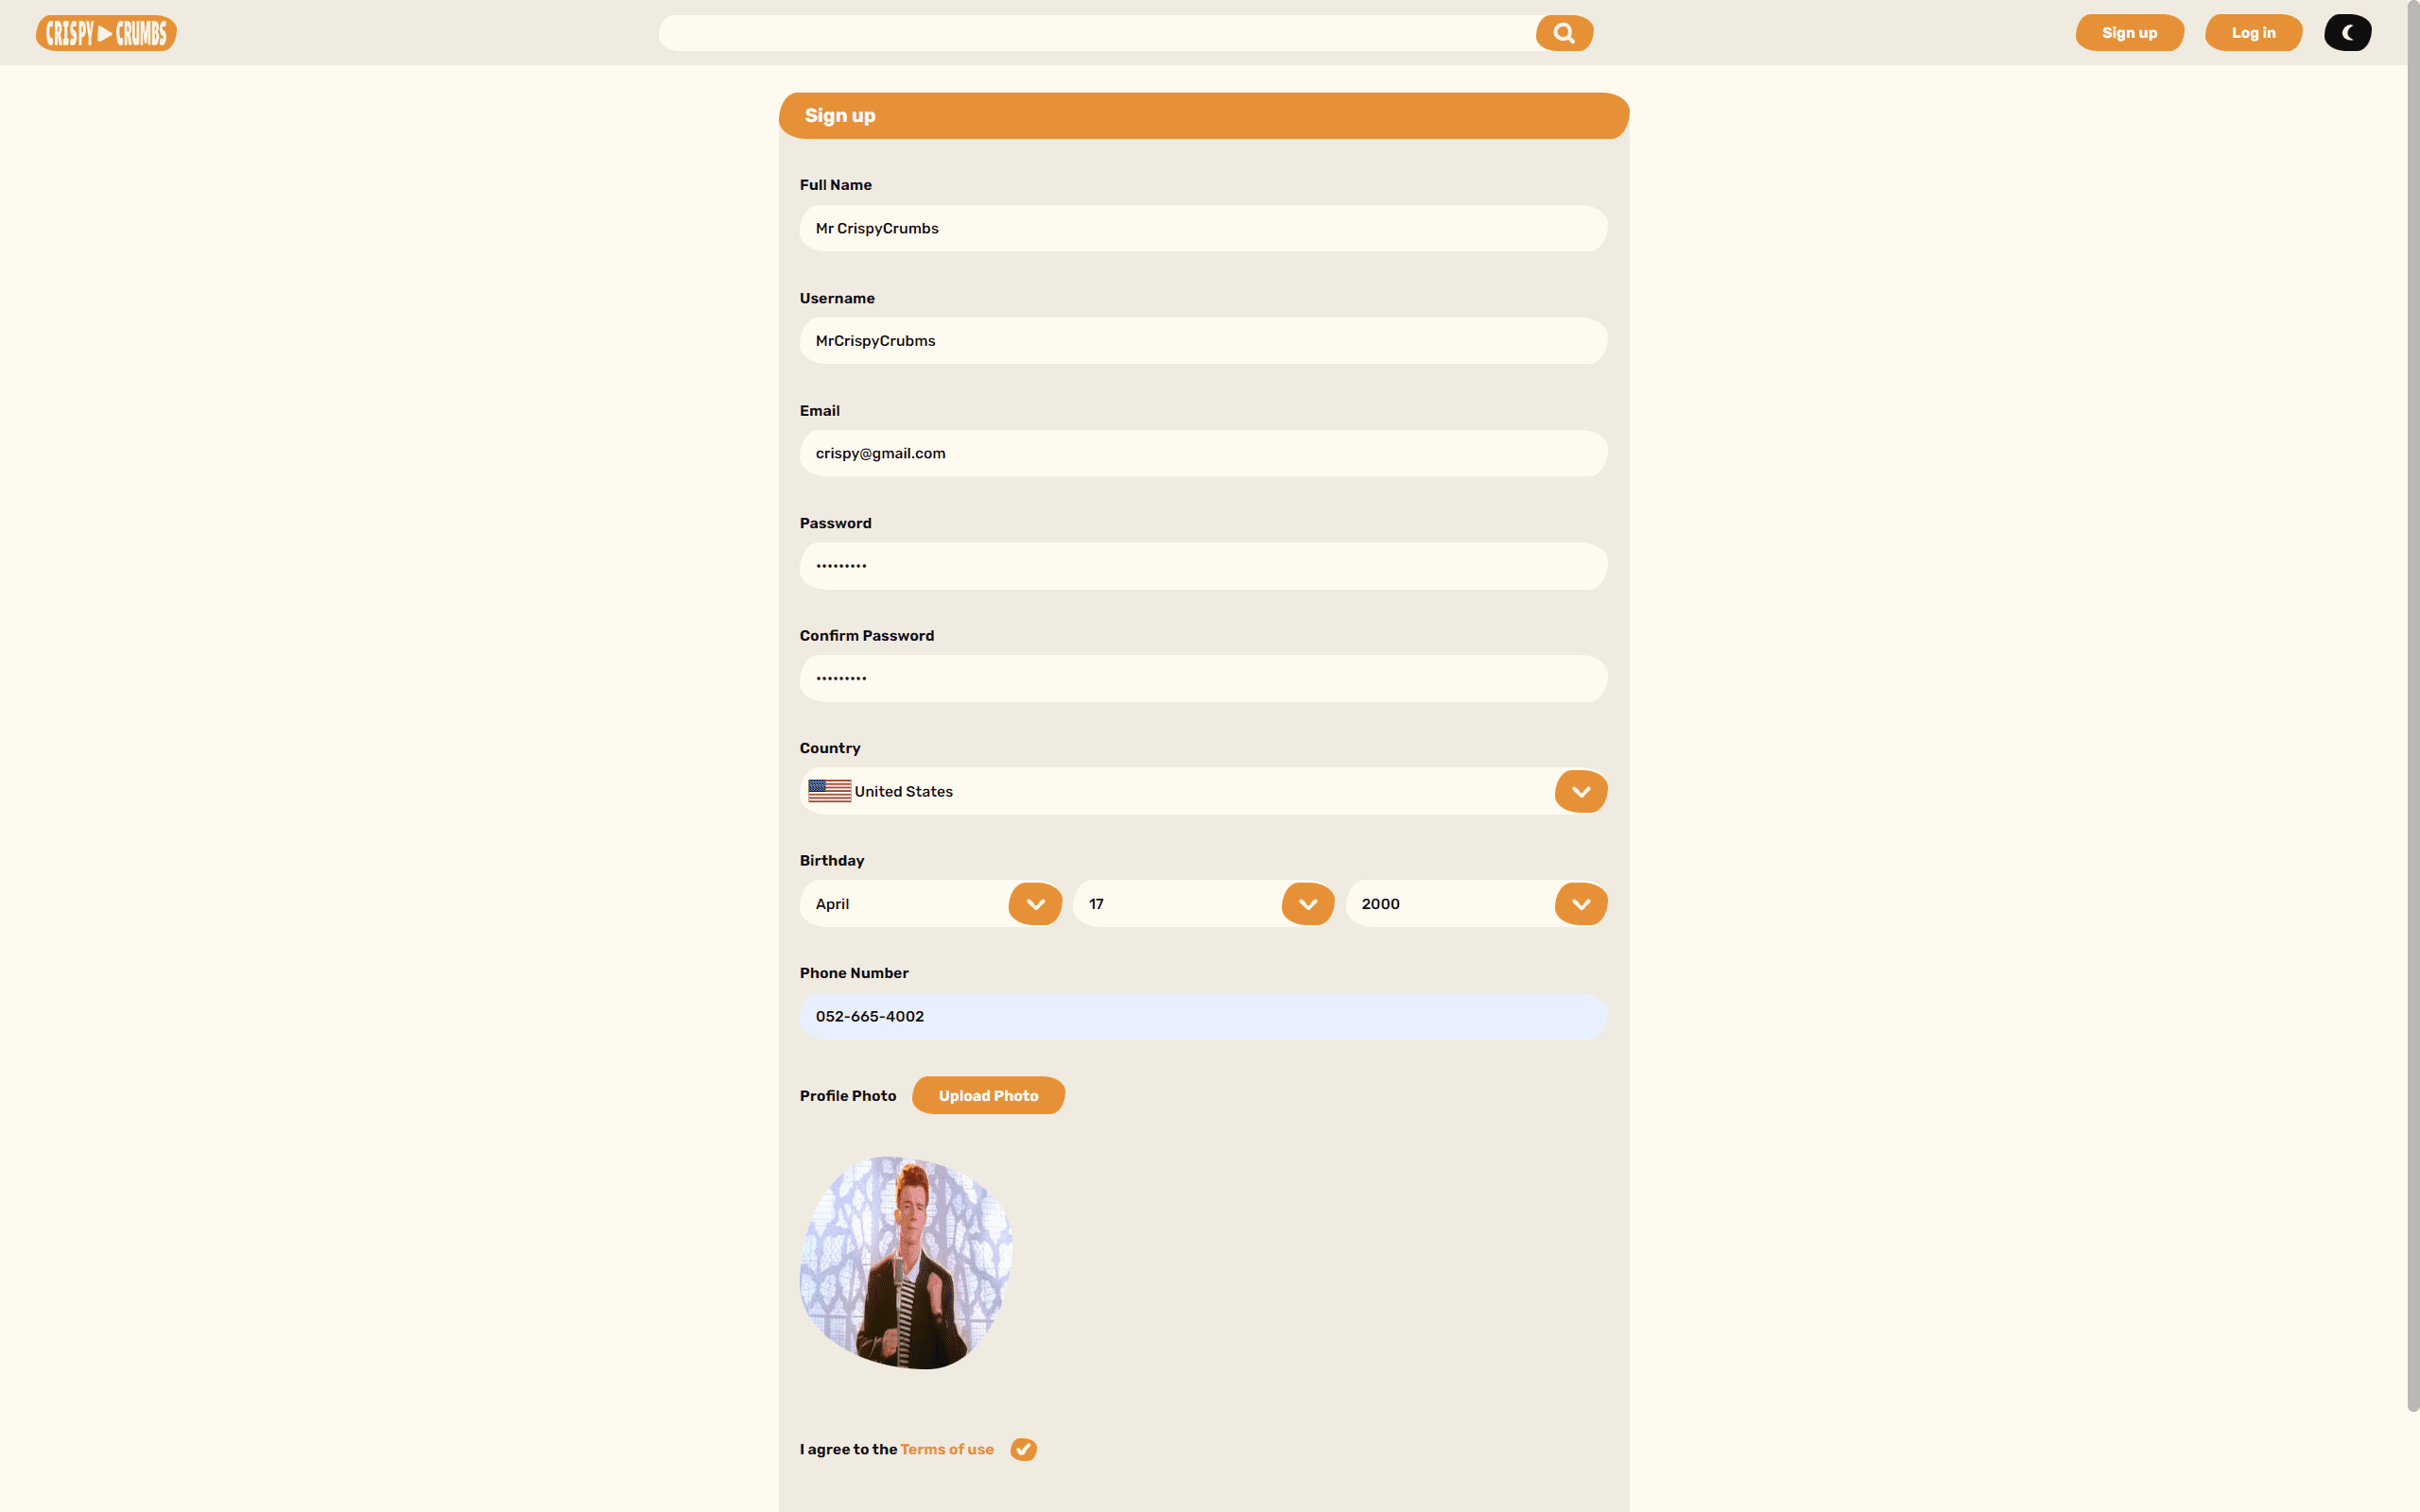 CRISPY CRUMBS
Sign up
Log in
Sign up
Full Name
Mr CrispyCrumbs
Username
MrCrispyCrubms
Email
crispy@gmail.com
Password
•••••••••
Confirm Password
•••••••••
Country
United States
Birthday
April 17 2000
Phone Number
052-665-4002
Profile Photo Upload Photo
I agree to the Terms of use